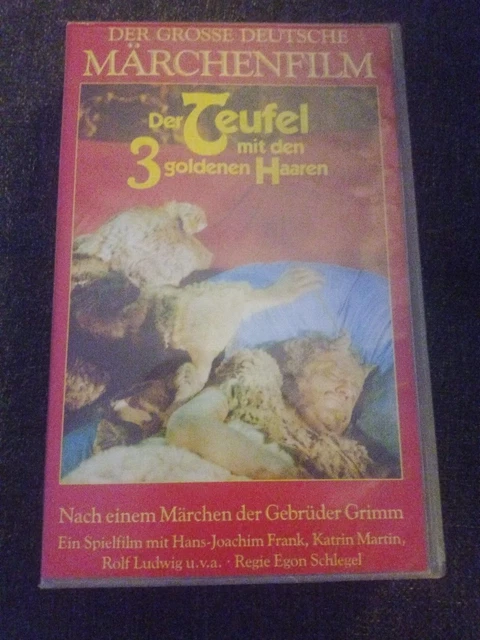 DER GROSSE DEUTSCHE
MÄRCHENFILM
Der Teufel
mit den
3 goldenen Haaren
Nach einem Märchen der Gebrüder Grimm
Ein Spielfilm mit Hans-Joachim Frank, Katrin Martin,
Rolf Ludwig u.v.a. · Regie Egon Schlegel